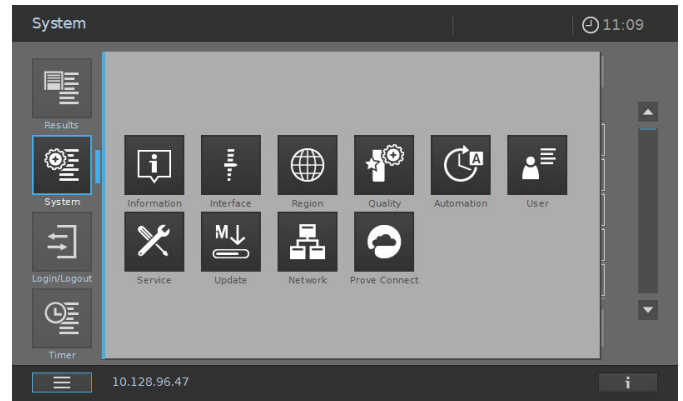 System
11:09
Results
System
Login/Logout
Timer
Information Interface Region Quality Automation User
A
Service Update Network Prove Connect
M
10.128.96.47
i